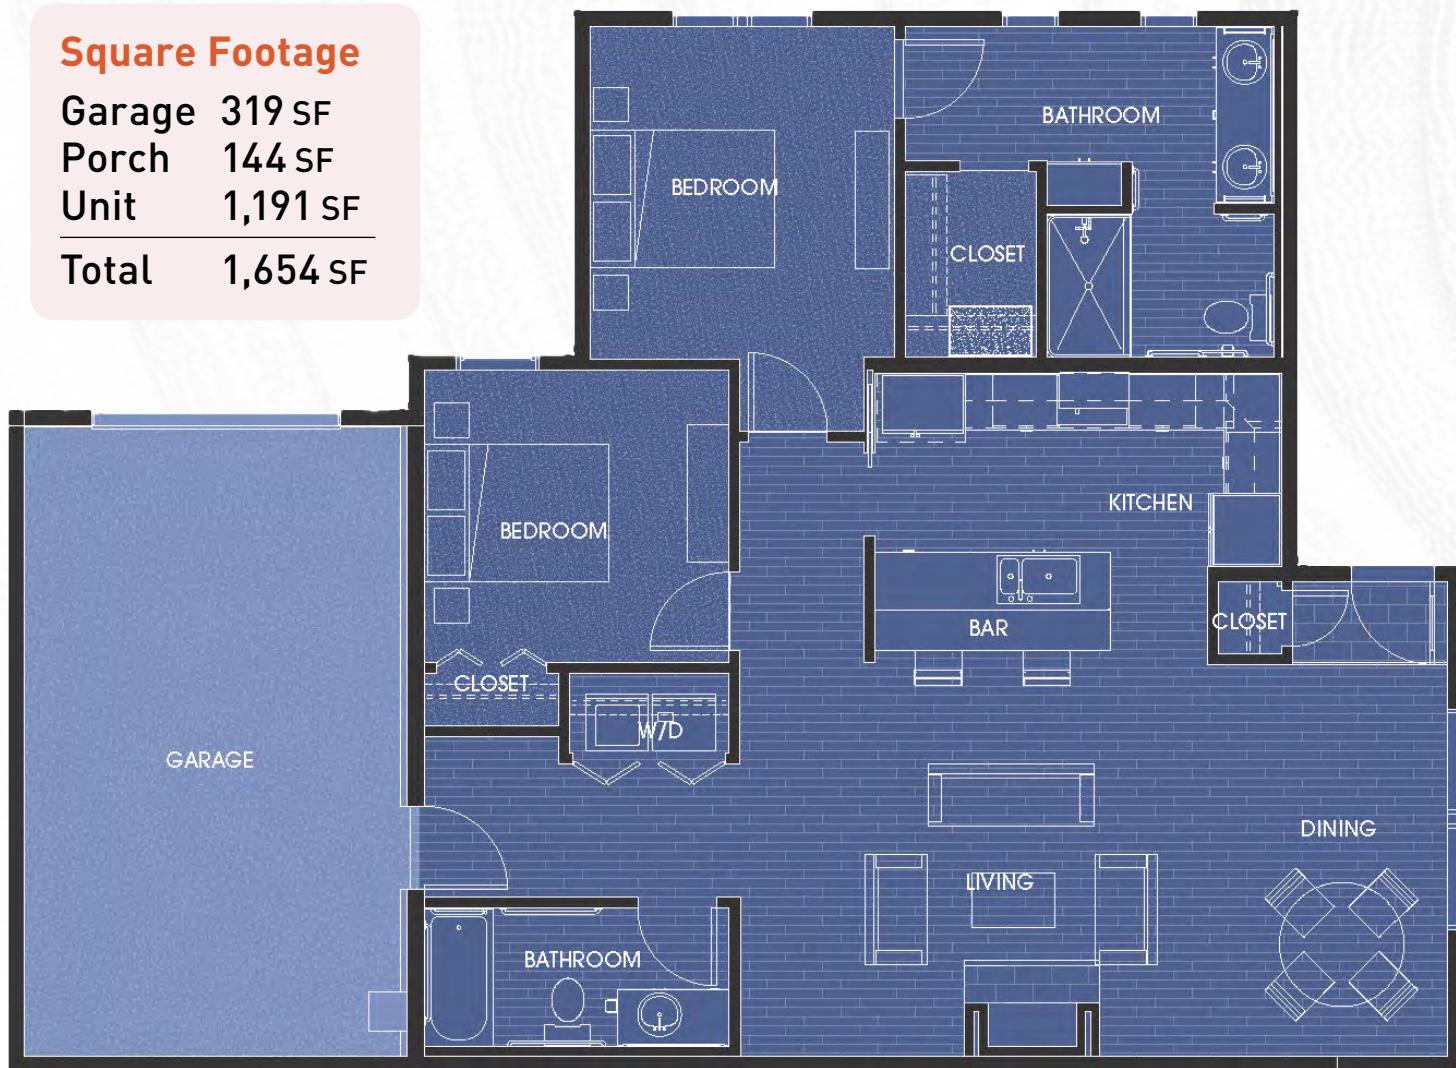 Square Footage
Garage 319 SF
Porch 144 SF
Unit 1,191 SF
Total 1,654 SF
BATHROOM
BEDROOM
CLOSET
KITCHEN
BEDROOM
CLOSET
BAR
CLOSET
W/D
GARAGE
DINING
LIVING
BATHROOM